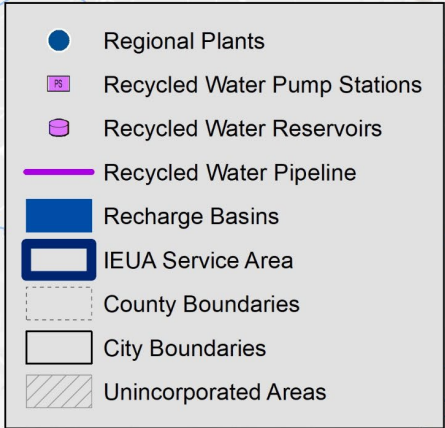 Regional Plants
PS Recycled Water Pump Stations
Recycled Water Reservoirs
Recycled Water Pipeline
Recharge Basins
IEUA Service Area
County Boundaries
City Boundaries
Unincorporated Areas